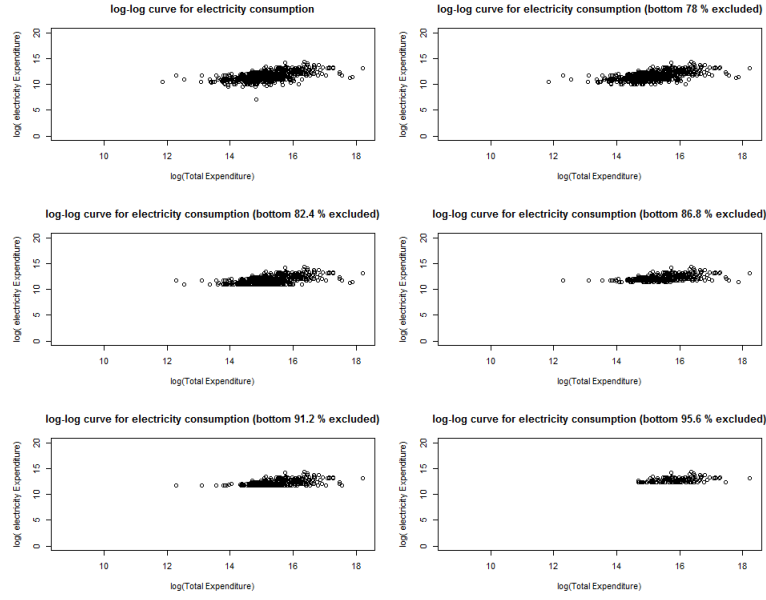 log-log curve for electricity consumption
log( electricity Expenditure)
20
15
10
5
0
10 12 14 16 18
log(Total Expenditure)
log-log curve for electricity consumption (bottom 78 % excluded)
log( electricity Expenditure)
20
15
10
5
0
10 12 14 16 18
log(Total Expenditure)
log-log curve for electricity consumption (bottom 82.4 % excluded)
log( electricity Expenditure)
20
15
10
5
0
10 12 14 16 18
log(Total Expenditure)
log-log curve for electricity consumption (bottom 86.8 % excluded)
log( electricity Expenditure)
20
15
10
5
0
10 12 14 16 18
log(Total Expenditure)
log-log curve for electricity consumption (bottom 91.2 % excluded)
log( electricity Expenditure)
20
15
10
5
0
10 12 14 16 18
log(Total Expenditure)
log-log curve for electricity consumption (bottom 95.6 % excluded)
log( electricity Expenditure)
20
15
10
5
0
10 12 14 16 18
log(Total Expenditure)